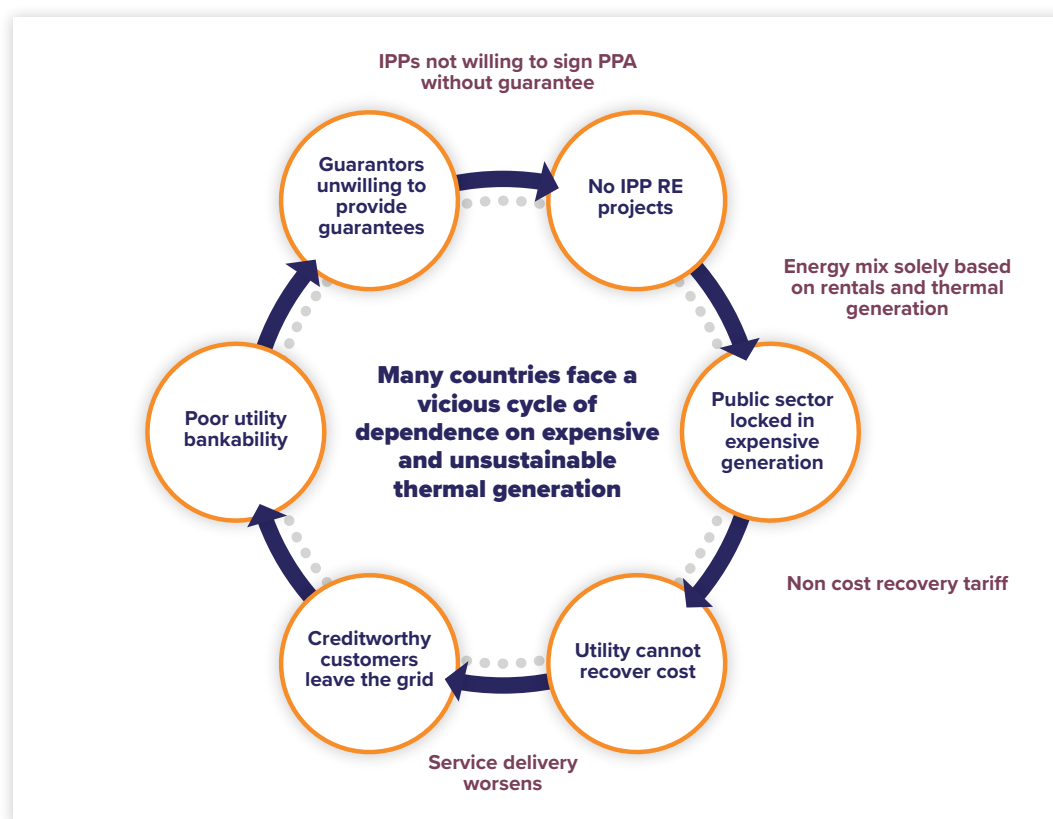 IPPs not willing to sign PPA
without guarantee
Guarantors
unwilling to
provide
guarantees
No IPP RE
projects
Energy mix solely based
on rentals and thermal
generation
Many countries face a
vicious cycle of
dependence on expensive
and unsustainable
thermal generation
Poor utility
bankability
Public sector
locked in
expensive
generation
Non cost recovery tariff
Creditworthy
customers
leave the grid
Utility cannot
recover cost
Service delivery
worsens